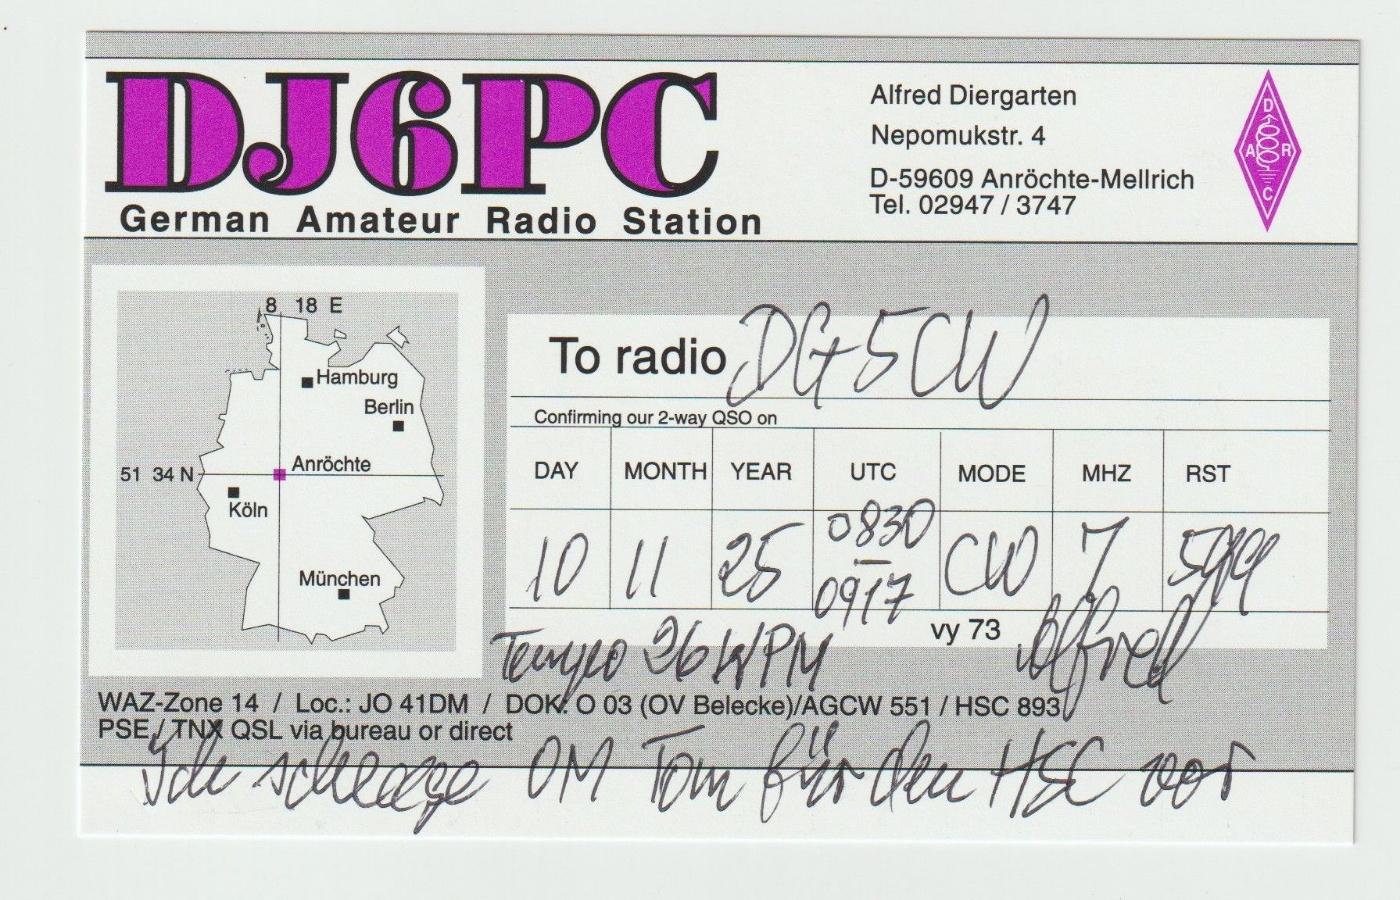 DJ6PC
German Amateur Radio Station
Alfred Diergarten
Nepomukstr. 4
D-59609 Anröchte-Mellrich
Tel. 02947 / 3747
D
A R
C
8 18 E
Hamburg
Berlin
51 34 N
Anröchte
Köln
München
To radio DG5CW
Confirming our 2-way QSO on
DAY MONTH YEAR UTC MODE MHZ RST
10 11 25 0830 – 0917 CW 7 599
vy 73 Alfred
Tempo 26 WPM
WAZ-Zone 14 / Loc.: JO 41DM / DOK: O 03 (OV Belecke)/AGCW 551 / HSC 893
PSE / TNX QSL via bureau or direct
Ich schlage OM Tom für den HSC vor